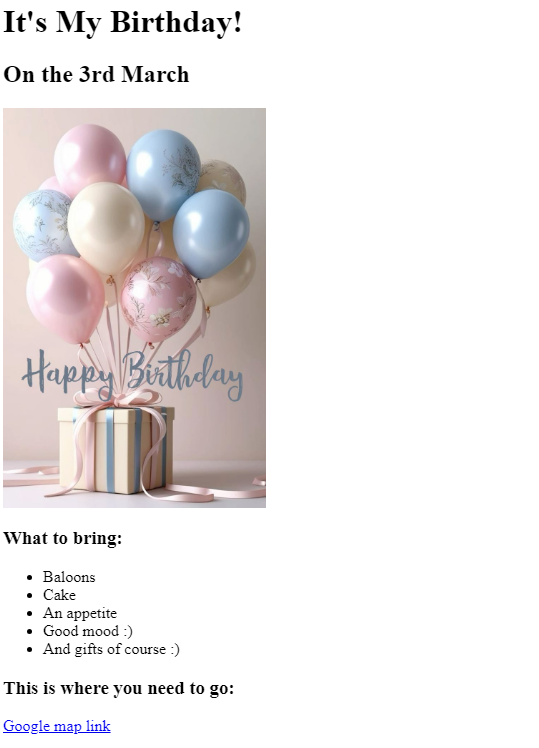 It's My Birthday!
On the 3rd March
Happy Birthday
What to bring:
Baloons
Cake
An appetite
Good mood :)
And gifts of course :)
This is where you need to go:
Google map link